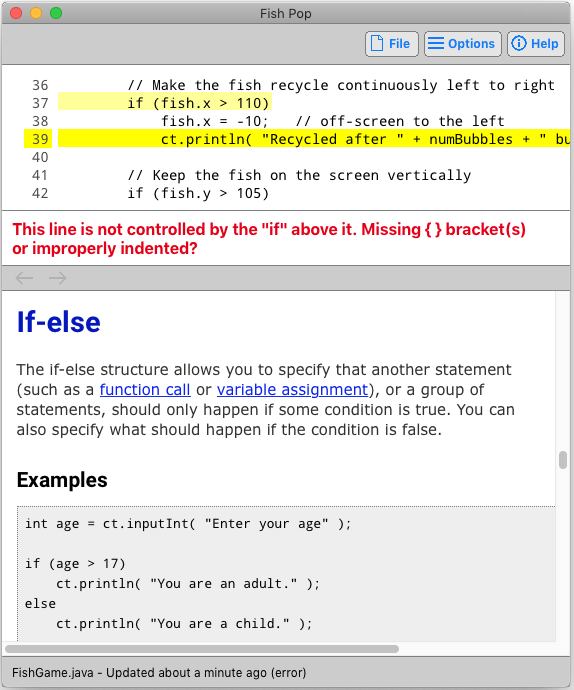 Fish Pop
File Options Help
36 // Make the fish recycle continuously left to right
37 if (fish.x > 110)
38 fish.x = -10; // off-screen to the left
39 ct.println( "Recycled after " + numBubbles + " bu
40
41 // Keep the fish on the screen vertically
42 if (fish.y > 105)
This line is not controlled by the "if" above it. Missing { } bracket(s)
or improperly indented?
If-else
The if-else structure allows you to specify that another statement
(such as a function call or variable assignment), or a group of
statements, should only happen if some condition is true. You can
also specify what should happen if the condition is false.
Examples
int age = ct.inputInt( "Enter your age" );
if (age > 17)
ct.println( "You are an adult." );
else
ct.println( "You are a child." );
FishGame.java - Updated about a minute ago (error)